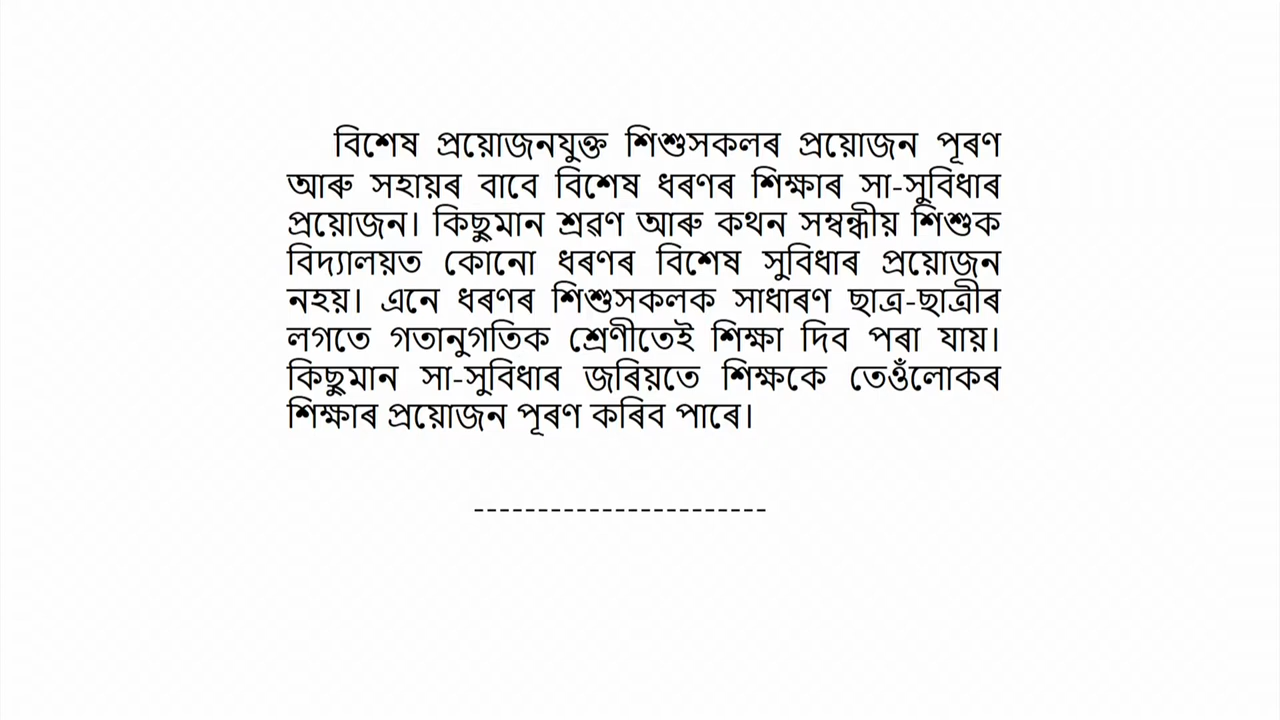 বিশেষ প্ৰয়োজনযুক্ত শিশুসকলৰ প্ৰয়োজন পূৰণ
আৰু সহায়ৰ বাবে বিশেষ ধৰণৰ শিক্ষাৰ সা-সুবিধাৰ
প্ৰয়োজন। কিছুমান শ্ৰৱণ আৰু কথন সম্বন্ধীয় শিশুক
বিদ্যালয়ত কোনো ধৰণৰ বিশেষ সুবিধাৰ প্ৰয়োজন
নহয়। এনে ধৰণৰ শিশুসকলক সাধাৰণ ছাত্ৰ-ছাত্ৰীৰ
লগতে গতানুগতিক শ্ৰেণীতেই শিক্ষা দিব পৰা যায়।
কিছুমান সা-সুবিধাৰ জৰিয়তে শিক্ষকে তেওঁলোকৰ
শিক্ষাৰ প্ৰয়োজন পূৰণ কৰিব পাৰে।
-----------------------